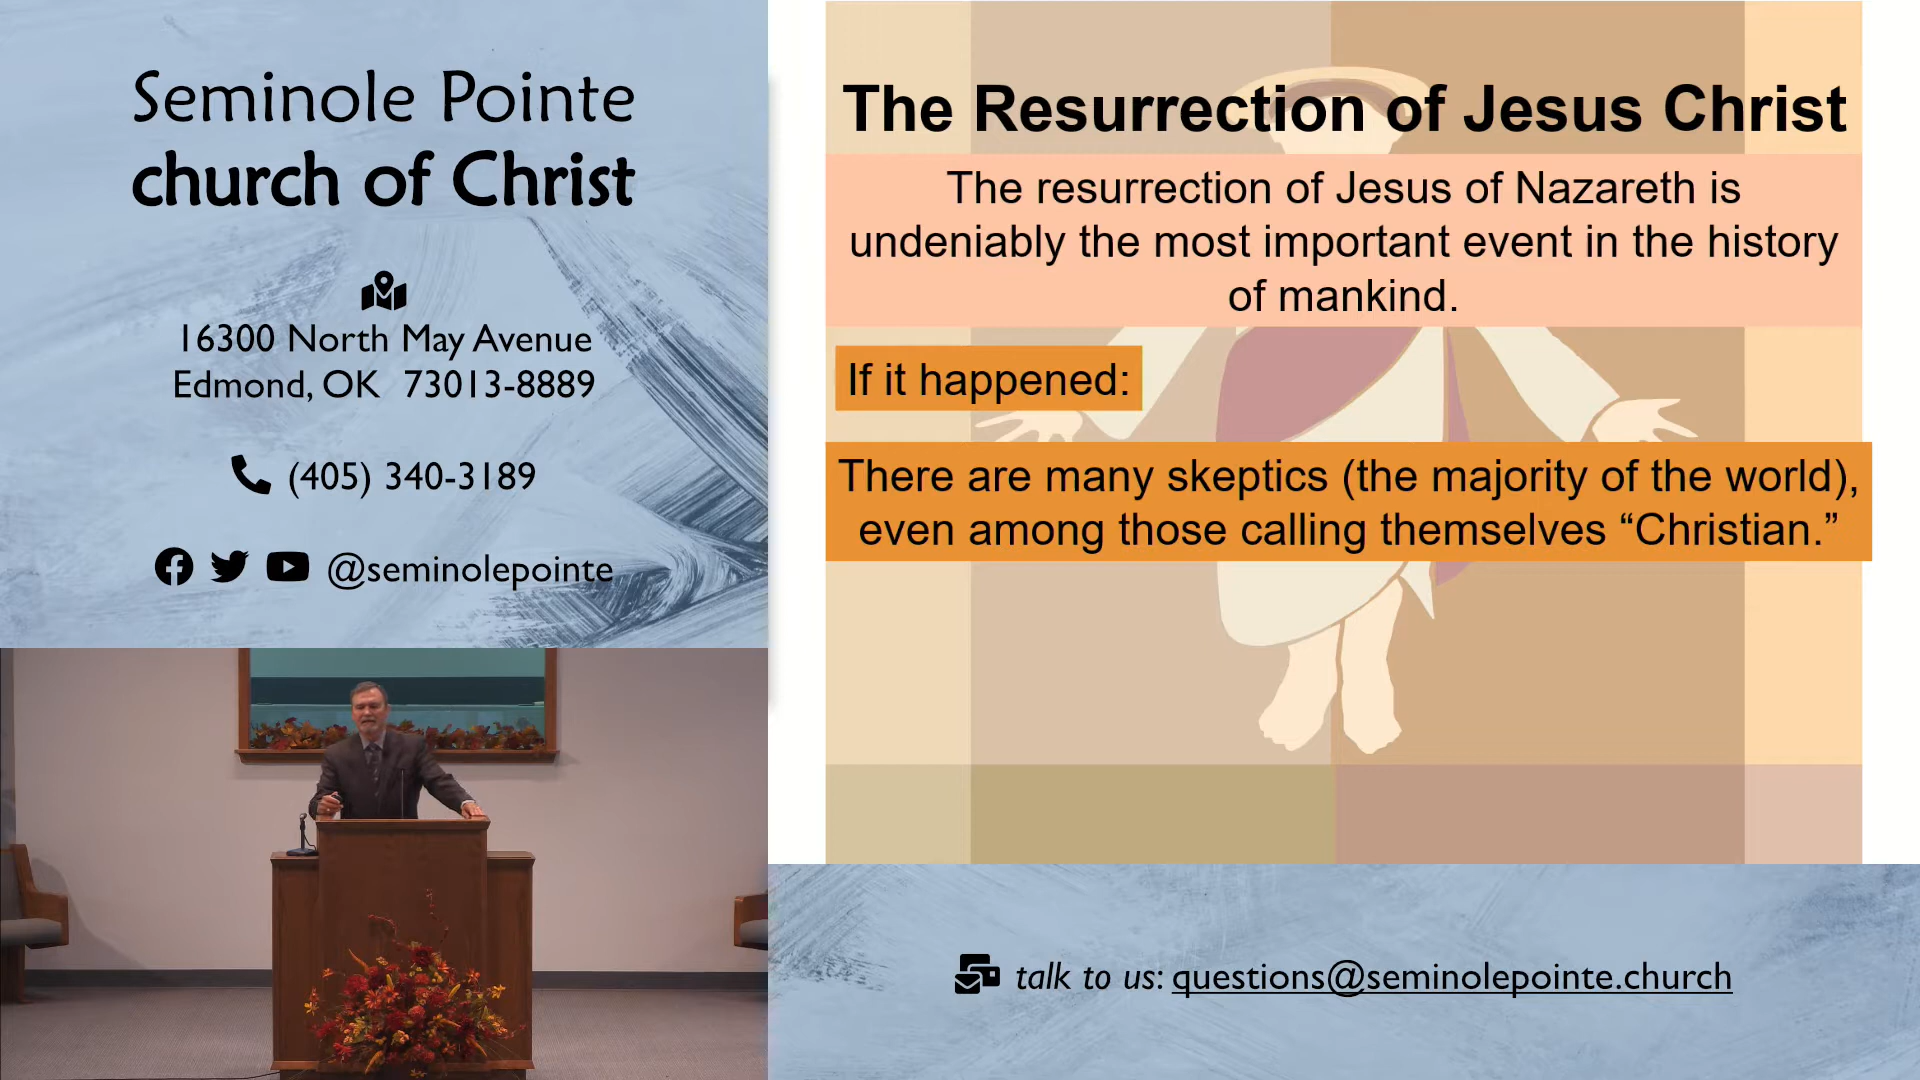 Seminole Pointe
church of Christ
16300 North May Avenue
Edmond, OK 73013-8889
(405) 340-3189
@seminolepointe
The Resurrection of Jesus Christ
The resurrection of Jesus of Nazareth is
undeniably the most important event in the history
of mankind.
If it happened:
There are many skeptics (the majority of the world),
even among those calling themselves “Christian.”
talk to us: questions@seminolepointe.church